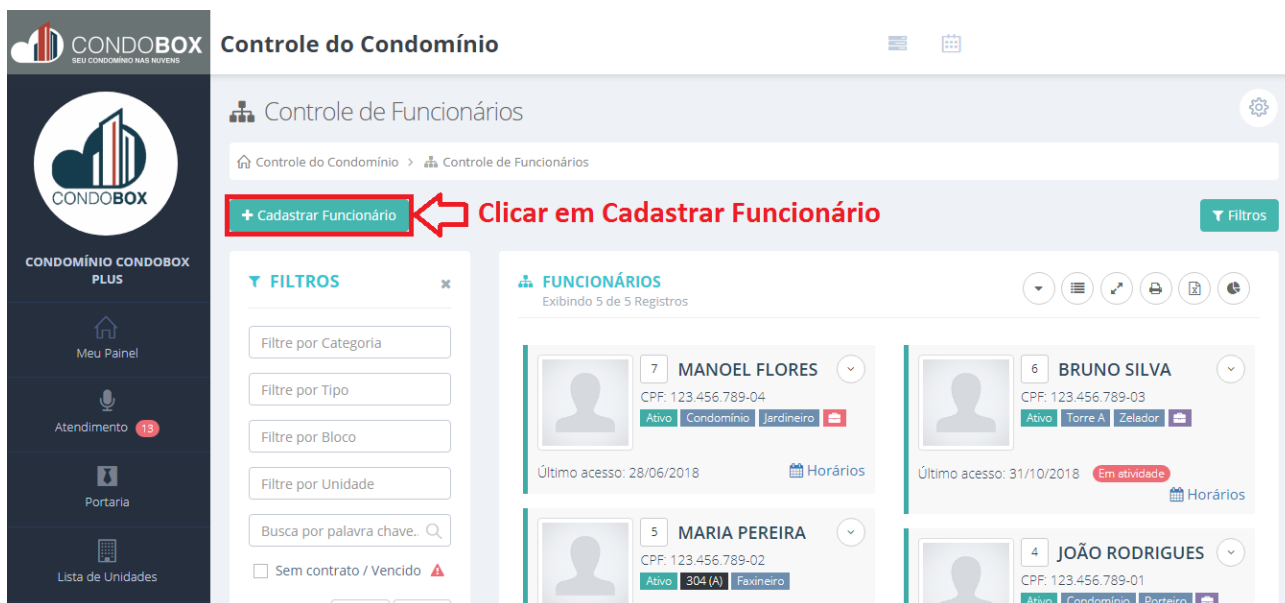 CONDOBOX
SEU CONDOMÍNIO NAS NUVENS
Controle do Condomínio
CONDOBOX
CONDOMÍNIO CONDOBOX
PLUS
Meu Painel
Atendimento 13
Portaria
Lista de Unidades
Controle de Funcionários
Controle do Condomínio > Controle de Funcionários
+ Cadastrar Funcionário
Clicar em Cadastrar Funcionário
Filtros
FILTROS
Filtre por Categoria
Filtre por Tipo
Filtre por Bloco
Filtre por Unidade
Busca por palavra chave..
Sem contrato / Vencido
FUNCIONÁRIOS
Exibindo 5 de 5 Registros
7 MANOEL FLORES
CPF: 123.456.789-04
Ativo Condomínio Jardineiro
Último acesso: 28/06/2018 Horários
6 BRUNO SILVA
CPF: 123.456.789-03
Ativo Torre A Zelador
Último acesso: 31/10/2018 Em atividade
Horários
5 MARIA PEREIRA
CPF: 123.456.789-02
Ativo 304 (A) Faxineiro
4 JOÃO RODRIGUES
CPF: 123.456.789-01
Ativo Condomínio Porteiro